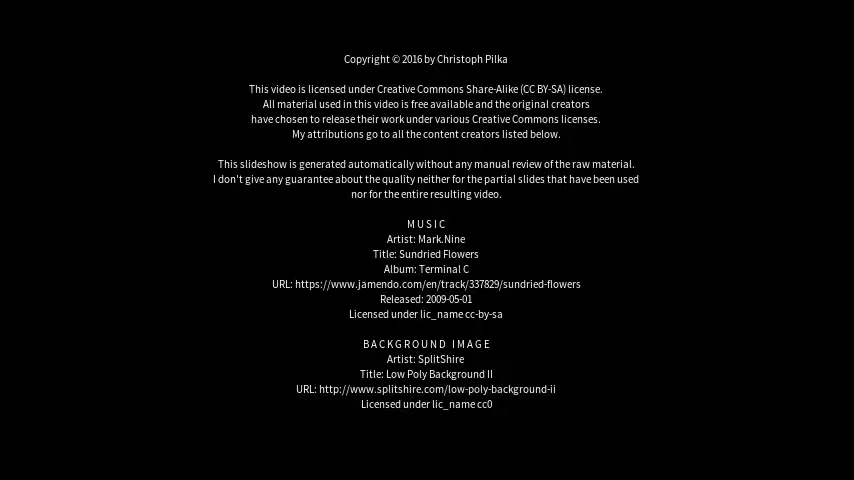 Copyright © 2016 by Christoph Pilka
This video is licensed under Creative Commons Share-Alike (CC BY-SA) license.
All material used in this video is free available and the original creators
have chosen to release their work under various Creative Commons licenses.
My attributions go to all the content creators listed below.
This slideshow is generated automatically without any manual review of the raw material.
I don't give any guarantee about the quality neither for the partial slides that have been used
nor for the entire resulting video.
MUSIC
Artist: Mark.Nine
Title: Sundried Flowers
Album: Terminal C
URL: https://www.jamendo.com/en/track/337829/sundried-flowers
Released: 2009-05-01
Licensed under lic_name cc-by-sa
BACKGROUND IMAGE
Artist: SplitShire
Title: Low Poly Background II
URL: http://www.splitshire.com/low-poly-background-ii
Licensed under lic_name cc0